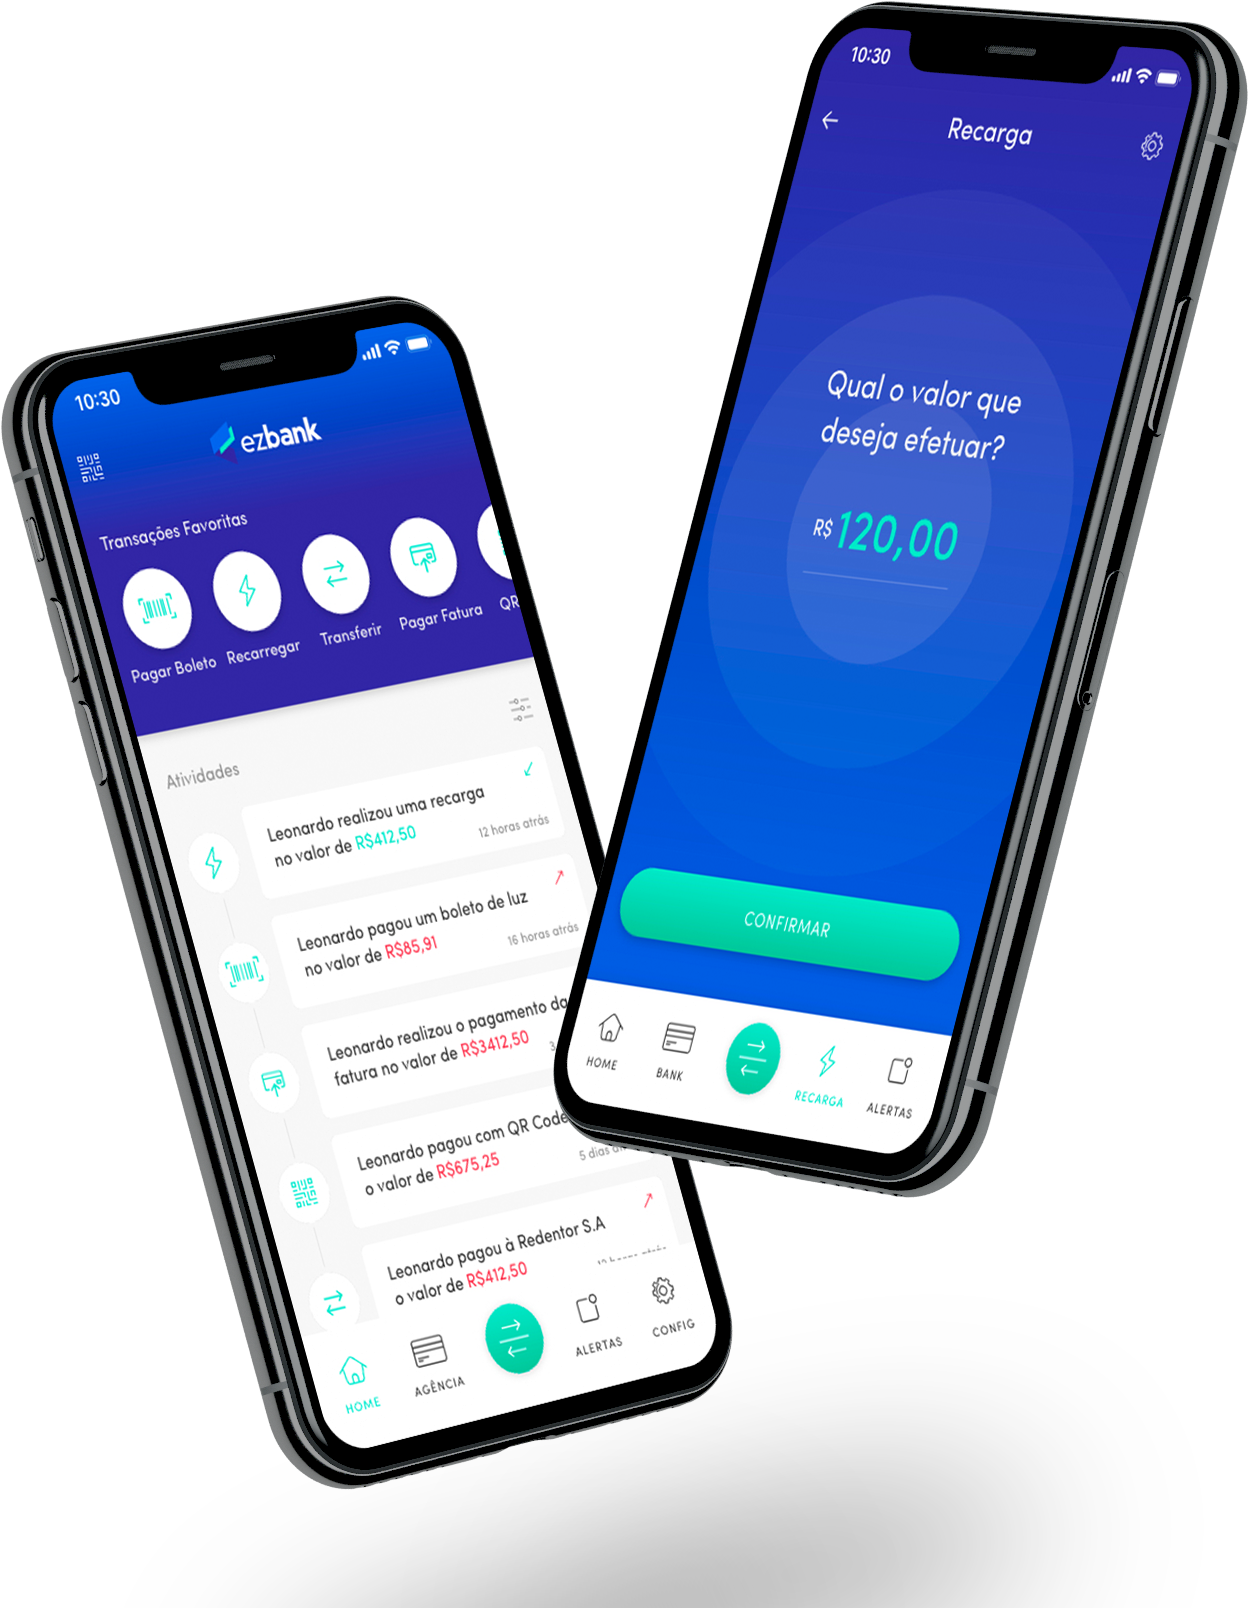 10:30
ezbank
Transações Favoritas
Pagar Boleto
Recarregar
Transferir
Pagar Fatura
QR
Atividades
Leonardo realizou uma recarga
no valor de R$412,50
12 horas atrás
Leonardo pagou um boleto de luz
no valor de R$85,91
16 horas atrás
Leonardo realizou o pagamento da
fatura no valor de R$3412,50
3
Leonardo pagou com QR Code
o valor de R$675,25
5 dias
Leonardo pagou à Redentor S.A
o valor de R$412,50
HOME
AGÊNCIA
ALERTAS
CONFIG
10:30
Recarga
Qual o valor que
deseja efetuar?
R$ 120,00
CONFIRMAR
HOME
BANK
RECARGA
ALERTAS